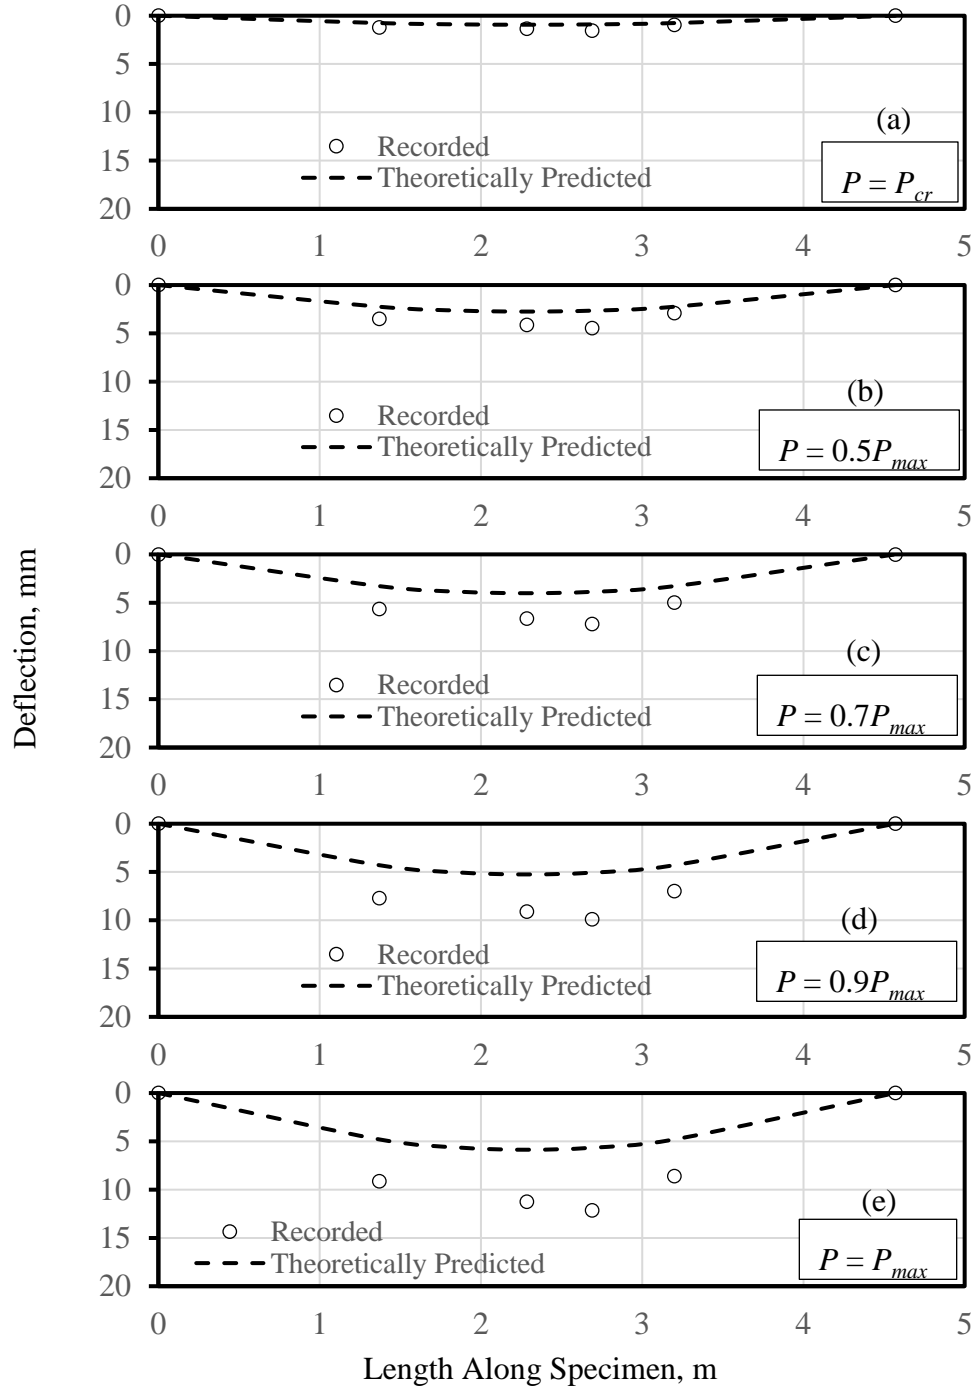 0
5
10
15
20
(a)
Recorded
Theoretically Predicted
P = Pcr
0 1 2 3 4 5
0
5
10
15
20
(b)
Recorded
Theoretically Predicted
P = 0.5Pmax
0 1 2 3 4 5
0
5
10
15
20
(c)
Recorded
Theoretically Predicted
P = 0.7Pmax
0 1 2 3 4 5
Deflection, mm
0
5
10
15
20
(d)
Recorded
Theoretically Predicted
P = 0.9Pmax
0 1 2 3 4 5
0
5
10
15
20
(e)
Recorded
Theoretically Predicted
P = Pmax
0 1 2 3 4 5
Length Along Specimen, m